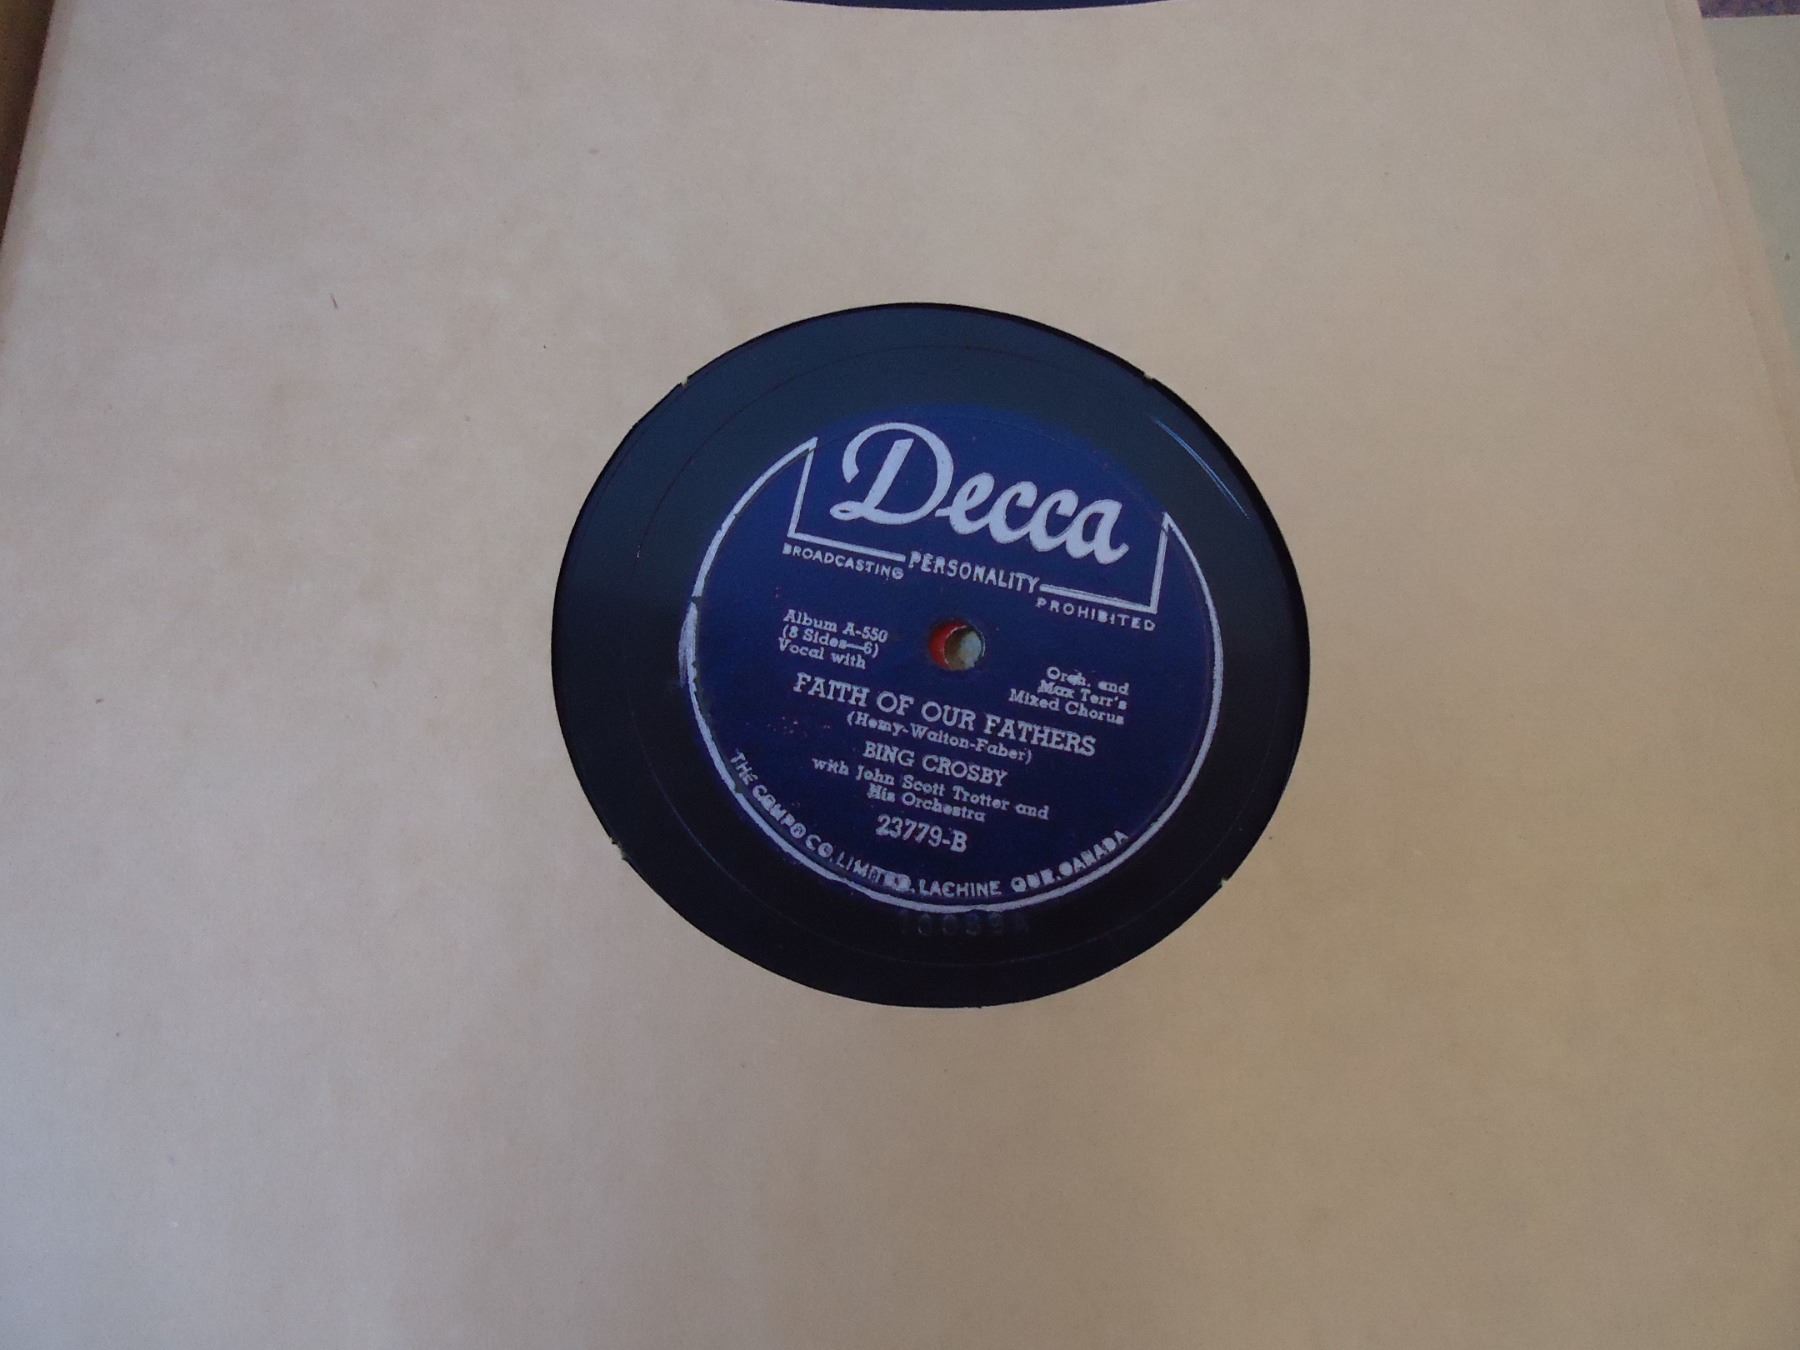 Decca
BROADCASTING PERSONALITY PROHIBITED
Album A-550
(8 Sides—6)
Vocal with
Orch. and
Max Terr's
Mixed Chorus
FAITH OF OUR FATHERS
(Hemy-Walton-Faber)
BING CROSBY
with John Scott Trotter and
His Orchestra
23779-B
THE COMPO CO. LIMITED, LACHINE QUE. CANADA